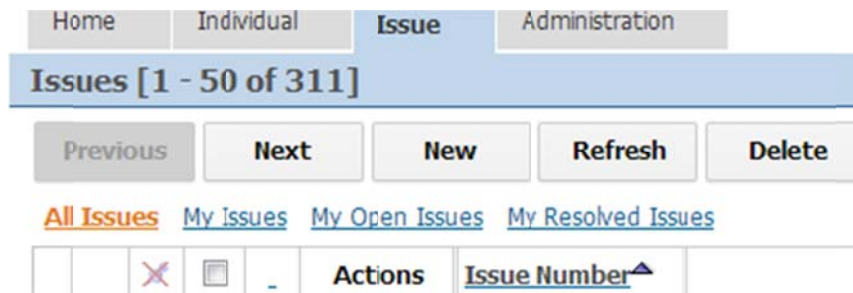 Home Individual Issue Administration
Issues [1 - 50 of 311]
Previous Next New Refresh Delete
All Issues My Issues My Open Issues My Resolved Issues
Actions Issue Number